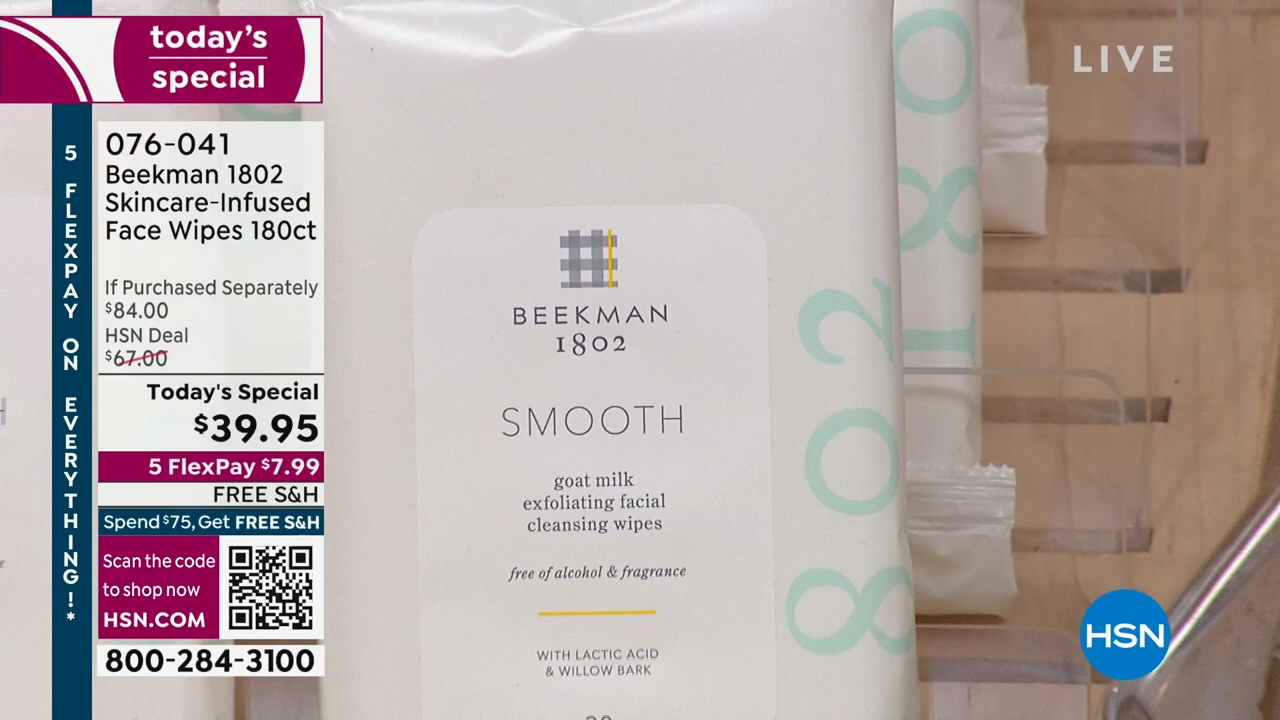 today's
special
LIVE
5 FLEXPAY ON EVERYTHING!*
076-041
Beekman 1802
Skincare-Infused
Face Wipes 180ct
If Purchased Separately
$84.00
HSN Deal
$67.00
Today's Special
$39.95
5 FlexPay $7.99
FREE S&H
Spend $75, Get FREE S&H
Scan the code
to shop now
HSN.COM
800-284-3100
BEEKMAN
1802
SMOOTH
goat milk
exfoliating facial
cleansing wipes
free of alcohol & fragrance
WITH LACTIC ACID
& WILLOW BARK
802
1802
HSN